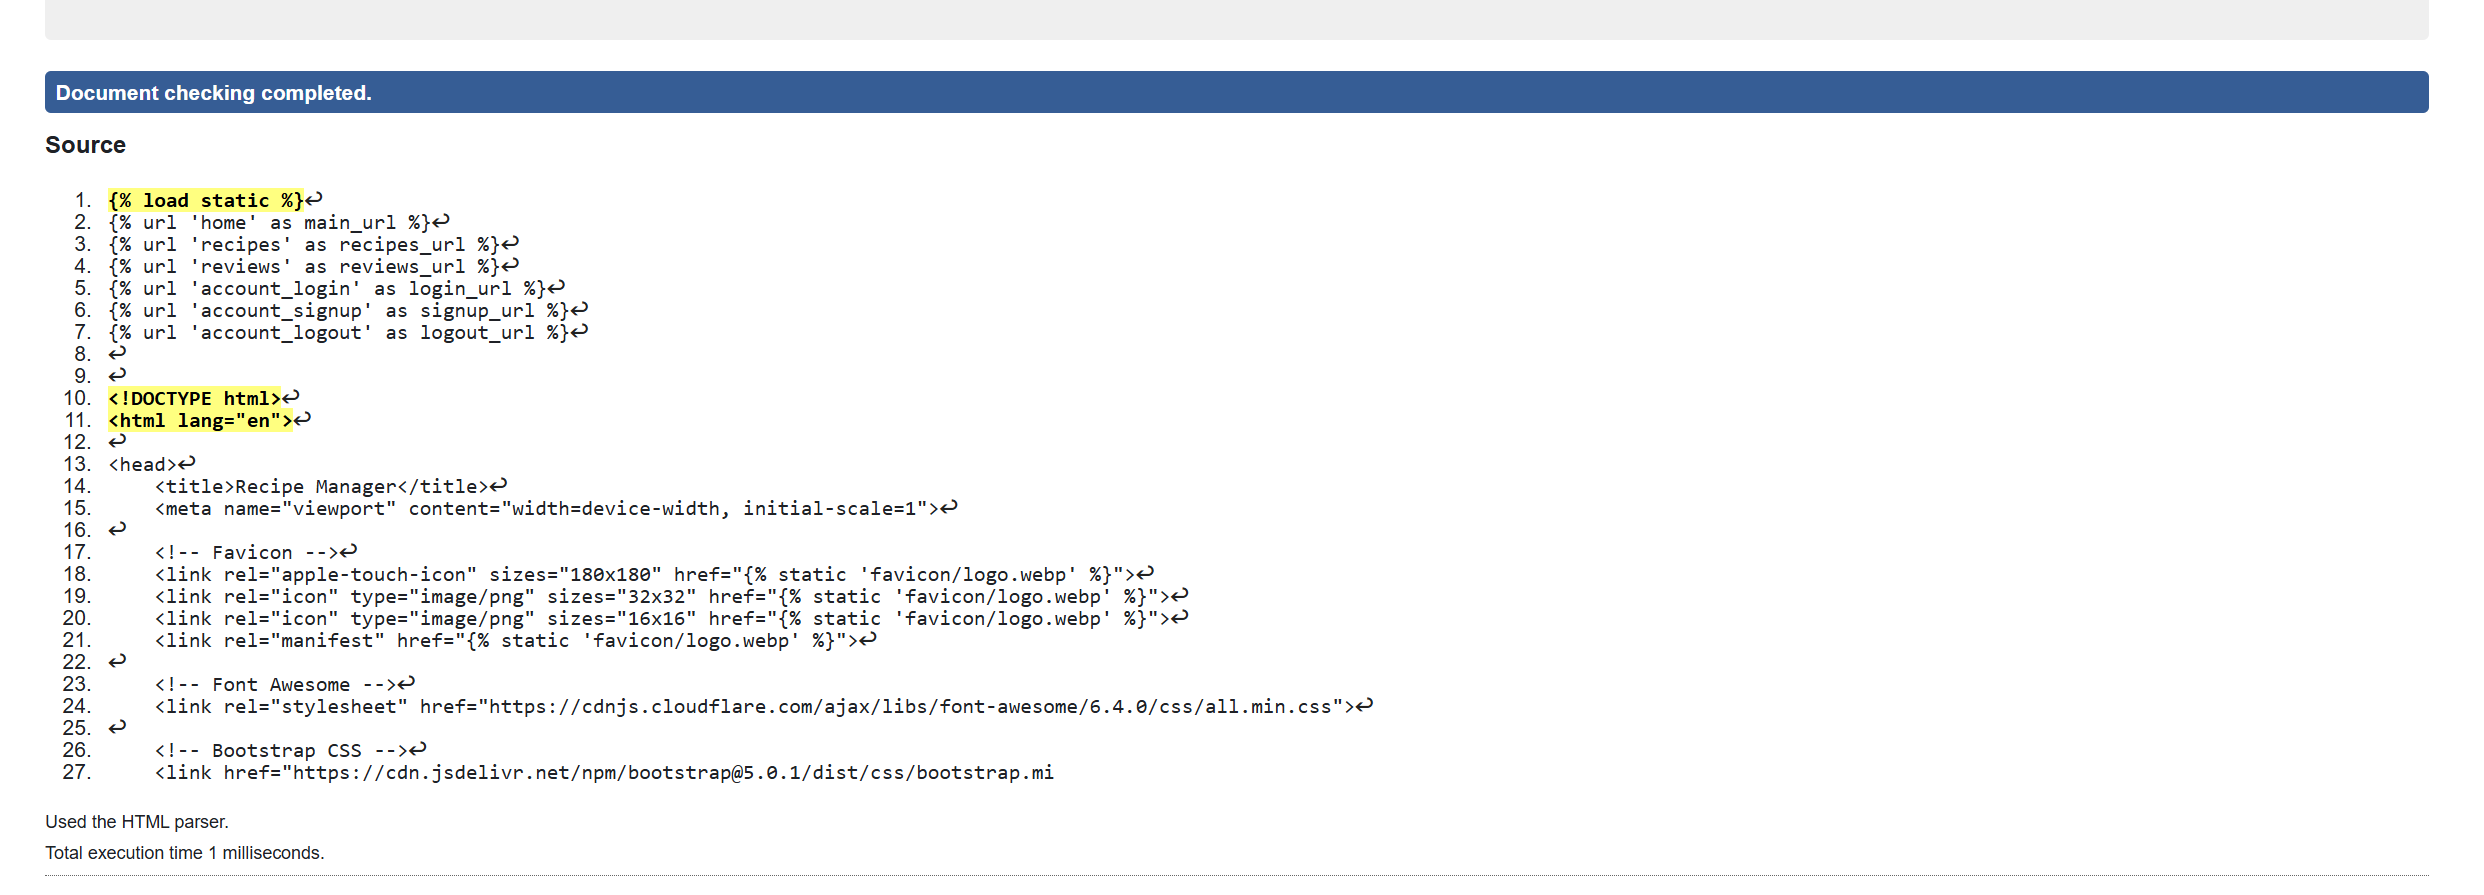 Document checking completed.
Source
1. {% load static %}↩
2. {% url 'home' as main_url %}↩
3. {% url 'recipes' as recipes_url %}↩
4. {% url 'reviews' as reviews_url %}↩
5. {% url 'account_login' as login_url %}↩
6. {% url 'account_signup' as signup_url %}↩
7. {% url 'account_logout' as logout_url %}↩
8. ↩
9. ↩
10. <!DOCTYPE html>↩
11. <html lang="en">↩
12. ↩
13. <head>↩
14.     <title>Recipe Manager</title>↩
15.     <meta name="viewport" content="width=device-width, initial-scale=1">↩
16. ↩
17.     <!-- Favicon -->↩
18.     <link rel="apple-touch-icon" sizes="180x180" href="{% static 'favicon/logo.webp' %}">↩
19.     <link rel="icon" type="image/png" sizes="32x32" href="{% static 'favicon/logo.webp' %}">↩
20.     <link rel="icon" type="image/png" sizes="16x16" href="{% static 'favicon/logo.webp' %}">↩
21.     <link rel="manifest" href="{% static 'favicon/logo.webp' %}">↩
22. ↩
23.     <!-- Font Awesome -->↩
24.     <link rel="stylesheet" href="https://cdnjs.cloudflare.com/ajax/libs/font-awesome/6.4.0/css/all.min.css">↩
25. ↩
26.     <!-- Bootstrap CSS -->↩
27.     <link href="https://cdn.jsdelivr.net/npm/bootstrap@5.0.1/dist/css/bootstrap.mi
Used the HTML parser.
Total execution time 1 milliseconds.